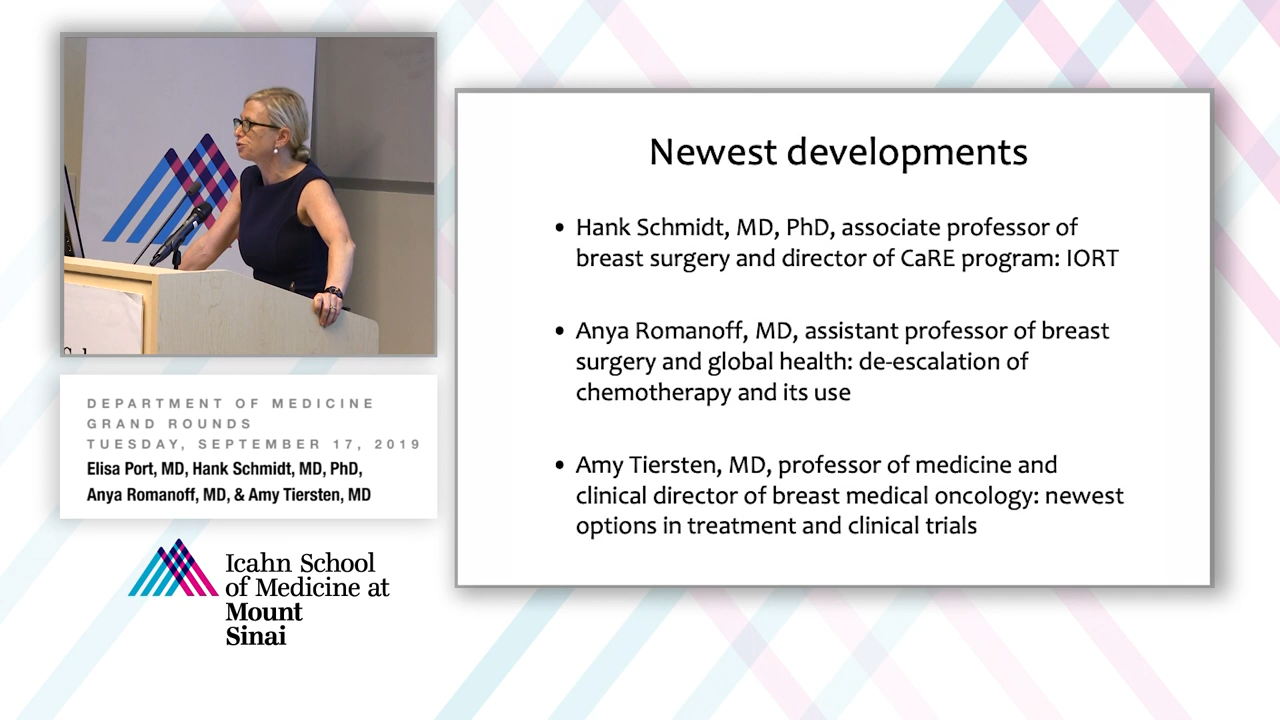 DEPARTMENT OF MEDICINE
GRAND ROUNDS
TUESDAY, SEPTEMBER 17, 2019
Elisa Port, MD, Hank Schmidt, MD, PhD,
Anya Romanoff, MD, & Amy Tiersten, MD
Icahn School
of Medicine at
Mount
Sinai
Newest developments
• Hank Schmidt, MD, PhD, associate professor of
breast surgery and director of CaRE program: IORT
• Anya Romanoff, MD, assistant professor of breast
surgery and global health: de-escalation of
chemotherapy and its use
• Amy Tiersten, MD, professor of medicine and
clinical director of breast medical oncology: newest
options in treatment and clinical trials